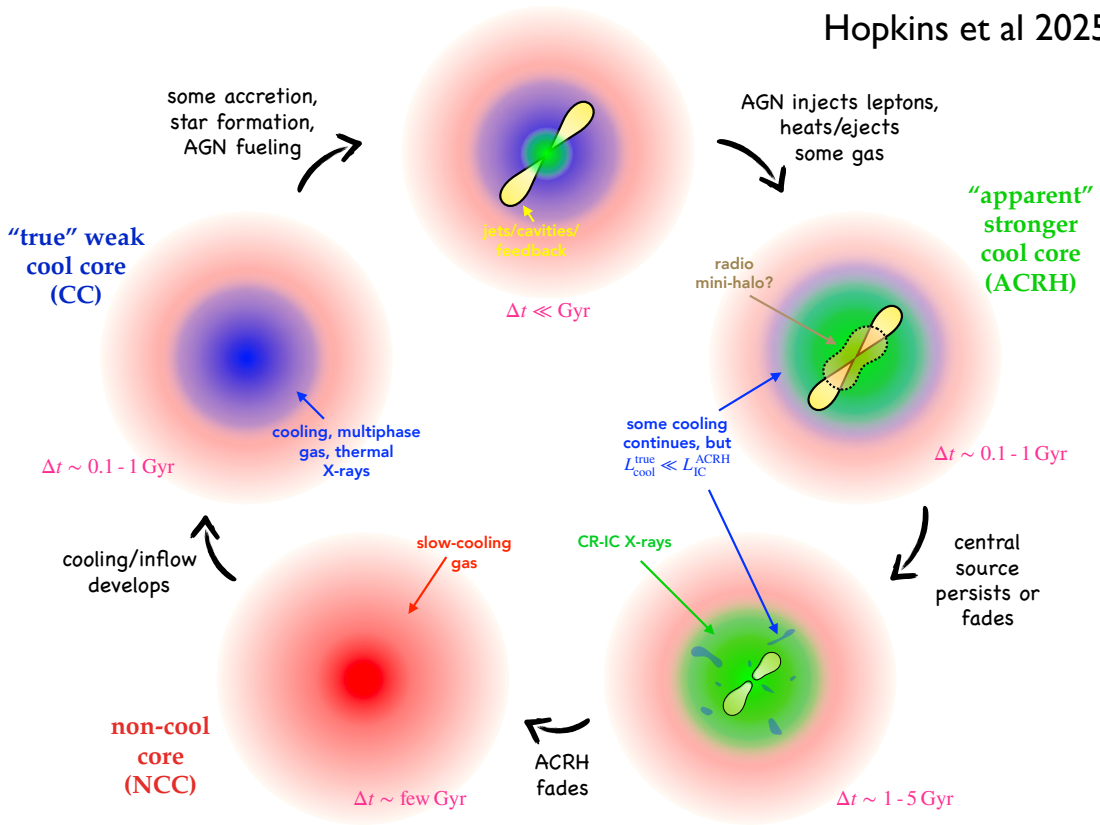 Hopkins et al 2025
some accretion,
star formation,
AGN fueling
AGN injects leptons,
heats/ejects
some gas
jets/cavities/
feedback
Δt ≪ Gyr
“true” weak
cool core
(CC)
“apparent”
stronger
cool core
(ACRH)
radio
mini-halo?
cooling, multiphase
gas, thermal
X-rays
Δt ∼ 0.1 - 1 Gyr
some cooling
continues, but
L_cool^true ≪ L_IC^ACRH
Δt ∼ 0.1 - 1 Gyr
cooling/inflow
develops
slow-cooling
gas
CR-IC X-rays
central
source
persists or
fades
non-cool
core
(NCC)
Δt ∼ few Gyr
ACRH
fades
Δt ∼ 1 - 5 Gyr